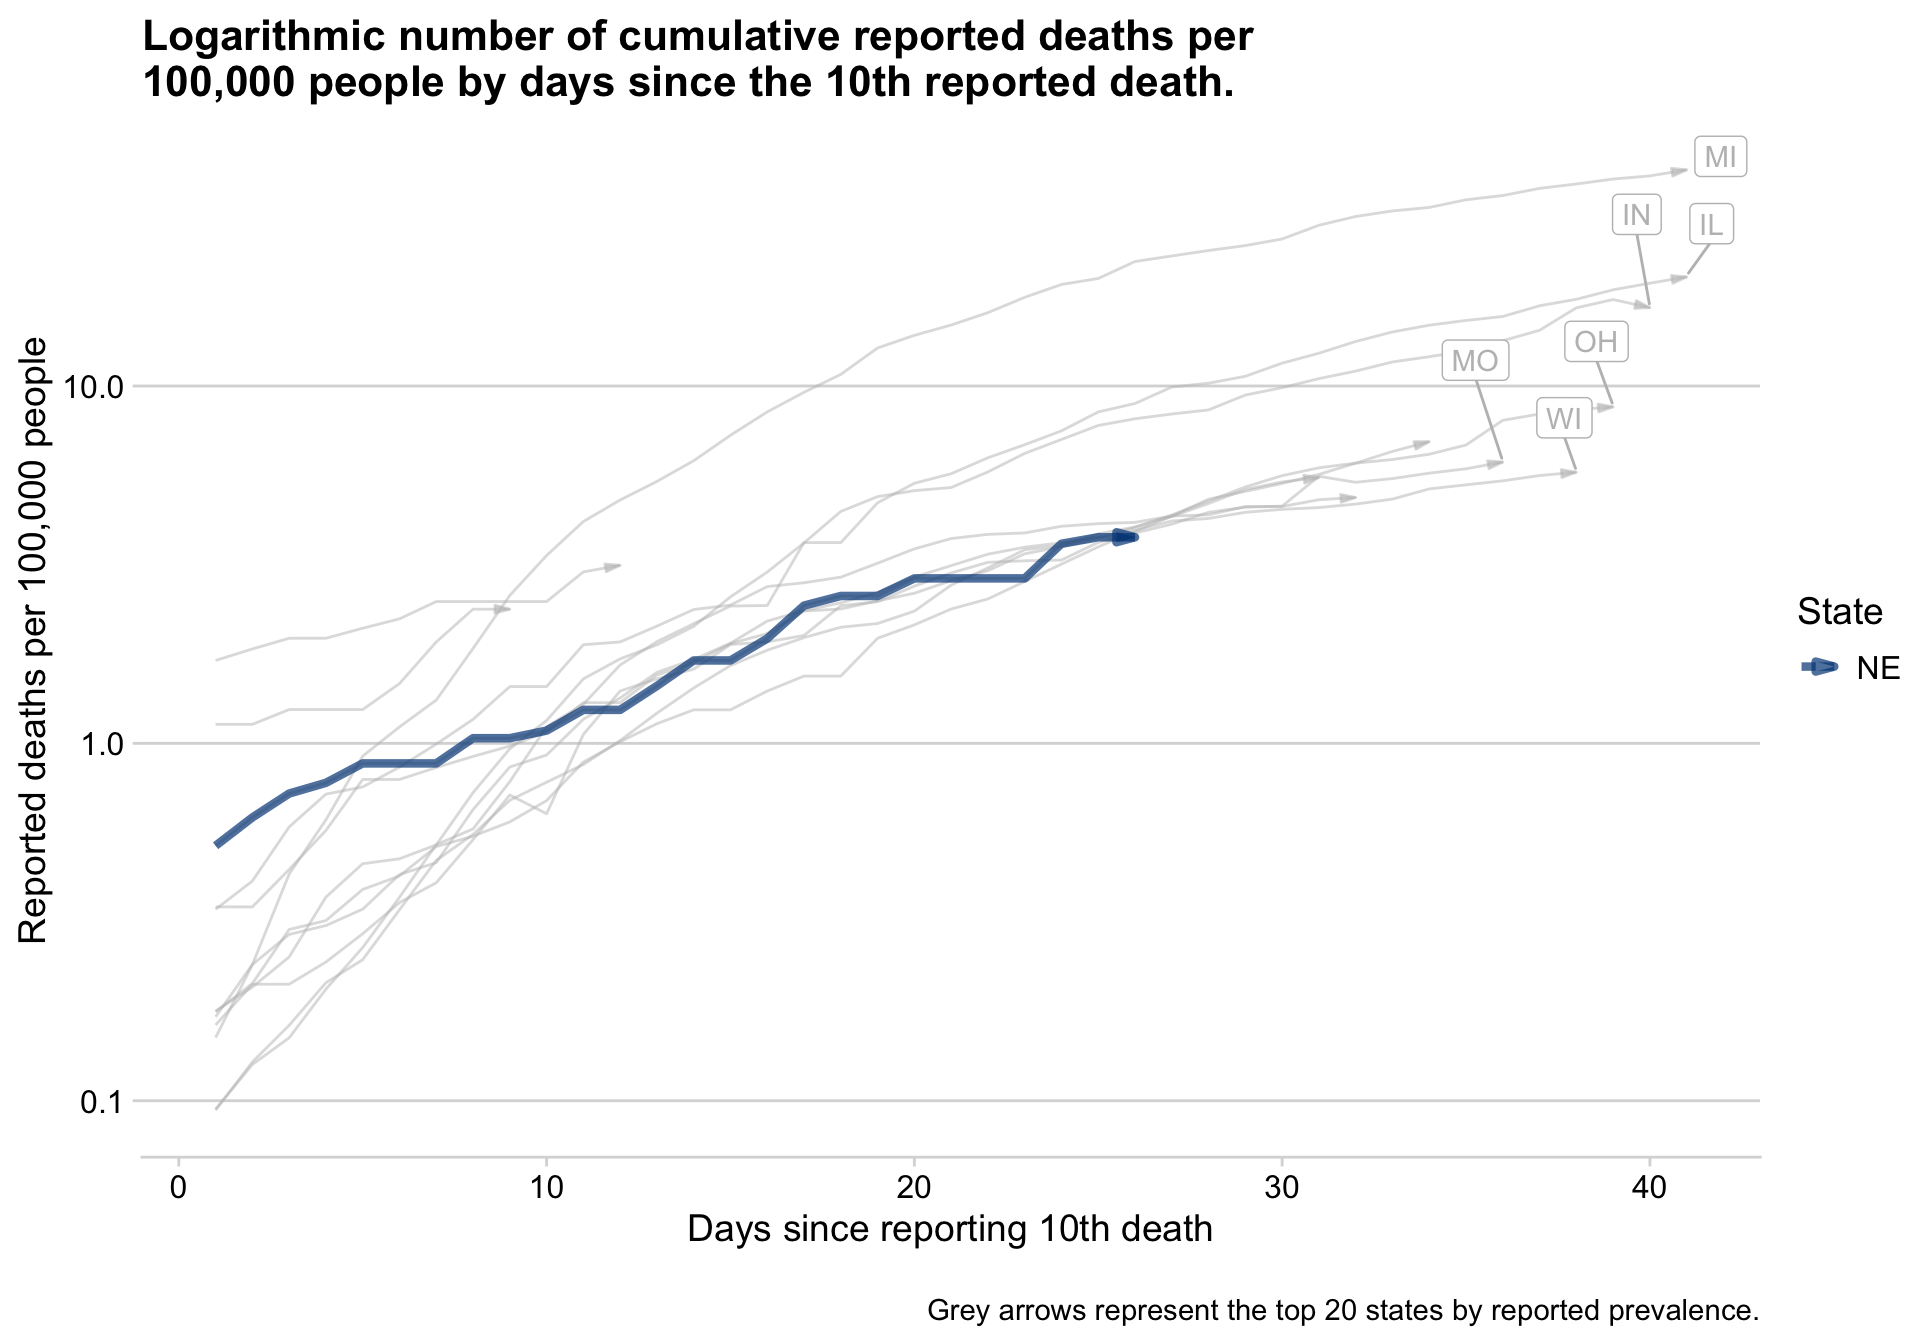 Logarithmic number of cumulative reported deaths per
100,000 people by days since the 10th reported death.
MI
IN
IL
OH
MO
WI
Reported deaths per 100,000 people
10.0
1.0
0.1
State
NE
0
10
20
30
40
Days since reporting 10th death
Grey arrows represent the top 20 states by reported prevalence.